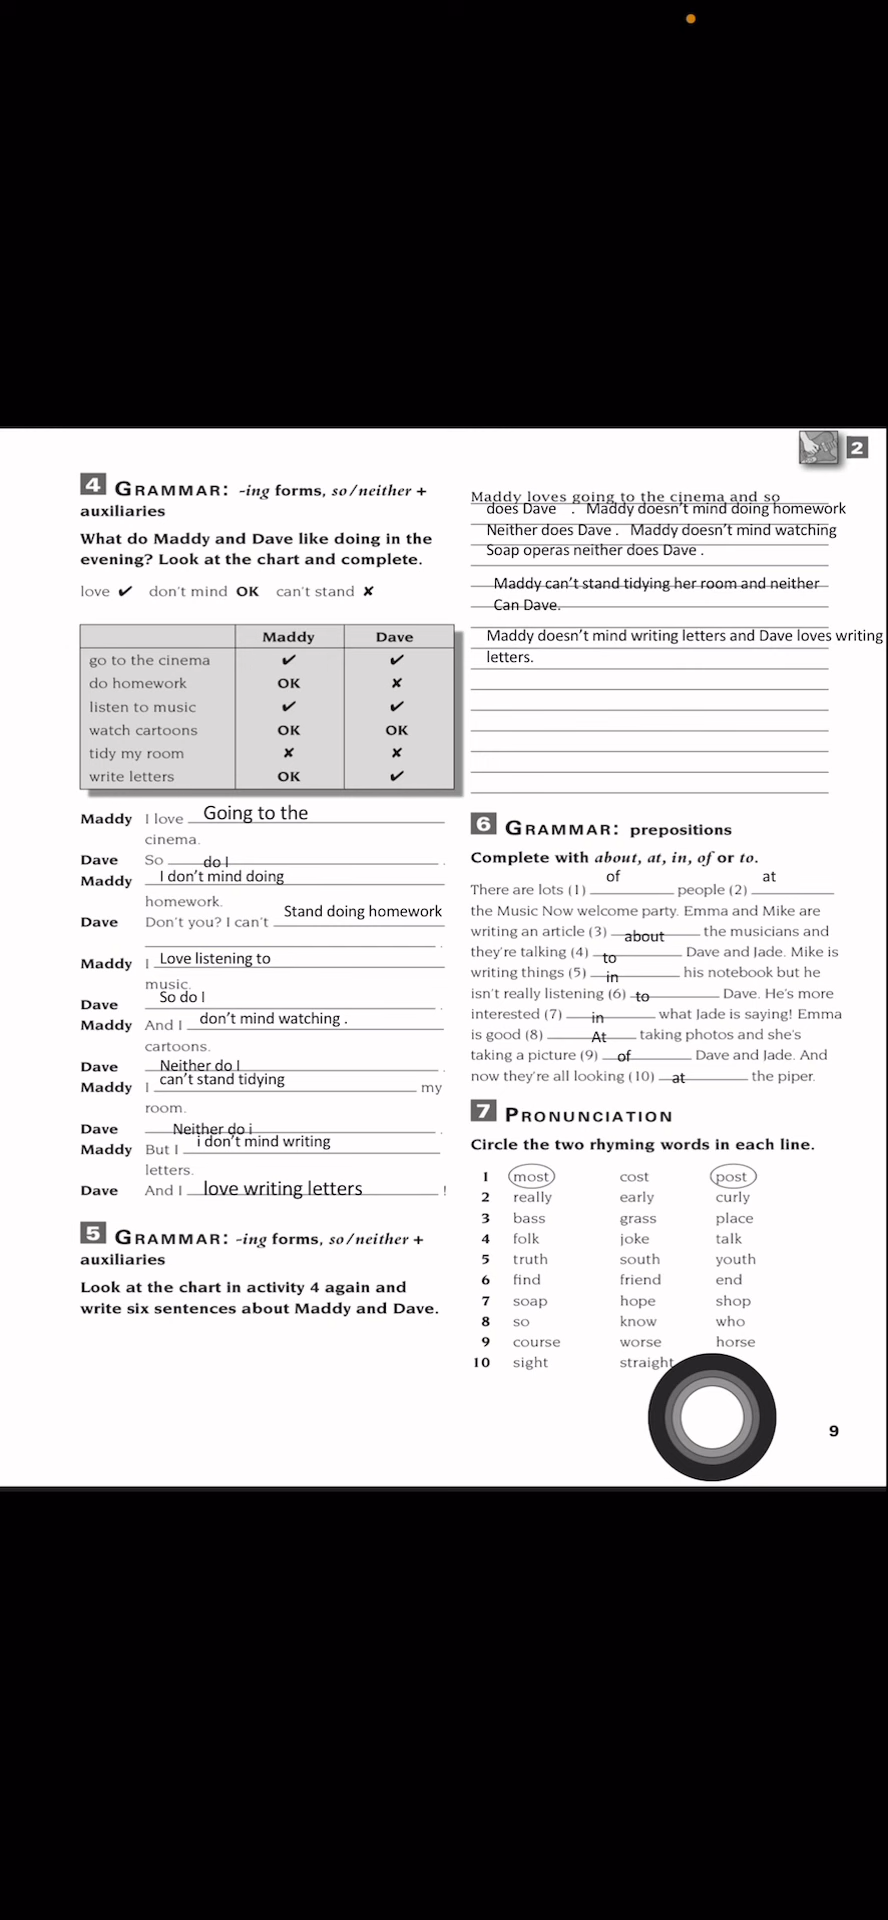 2
4 GRAMMAR: -ing forms, so/neither +
auxiliaries
What do Maddy and Dave like doing in the
evening? Look at the chart and complete.
love ✔ don't mind OK can't stand ✘
Maddy Dave
go to the cinema ✔ ✔
do homework OK ✘
listen to music ✔ ✔
watch cartoons OK OK
tidy my room ✘ ✘
write letters OK ✔
Maddy I love Going to the
cinema.
Dave So do I .
Maddy I don't mind doing
homework.
Dave Don't you? I can't Stand doing homework
.
Maddy I Love listening to
music.
Dave So do I .
Maddy And I don't mind watching .
cartoons.
Dave Neither do I .
Maddy I can't stand tidying my
room.
Dave Neither do i .
Maddy But I i don't mind writing
letters.
Dave And I love writing letters !
5 GRAMMAR: -ing forms, so/neither +
auxiliaries
Look at the chart in activity 4 again and
write six sentences about Maddy and Dave.
Maddy loves going to the cinema and so
does Dave . Maddy doesn't mind doing homework
Neither does Dave . Maddy doesn't mind watching
Soap operas neither does Dave .
Maddy can't stand tidying her room and neither
Can Dave.
Maddy doesn't mind writing letters and Dave loves writing
letters.
6 GRAMMAR: prepositions
Complete with about, at, in, of or to.
There are lots (1) of people (2) at
the Music Now welcome party. Emma and Mike are
writing an article (3) about the musicians and
they're talking (4) to Dave and Jade. Mike is
writing things (5) in his notebook but he
isn't really listening (6) to Dave. He's more
interested (7) in what Jade is saying! Emma
is good (8) At taking photos and she's
taking a picture (9) of Dave and Jade. And
now they're all looking (10) at the piper.
7 PRONUNCIATION
Circle the two rhyming words in each line.
1 most cost post
2 really early curly
3 bass grass place
4 folk joke talk
5 truth south youth
6 find friend end
7 soap hope shop
8 so know who
9 course worse horse
10 sight straight
9